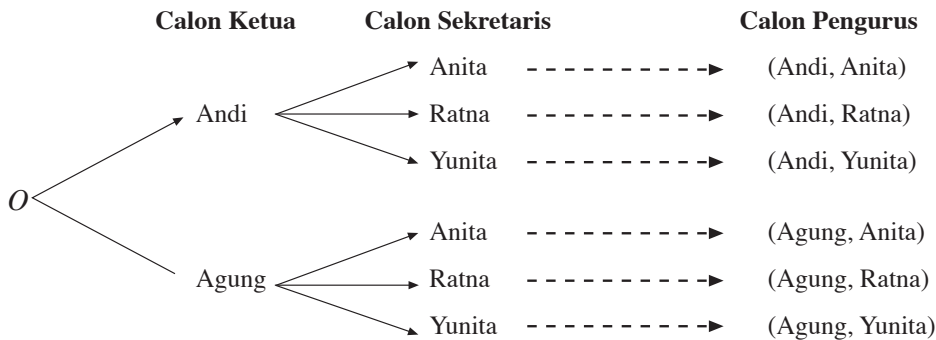 Calon Ketua Calon Sekretaris Calon Pengurus
Anita (Andi, Anita)
Andi Ratna (Andi, Ratna)
Yunita (Andi, Yunita)
O
Anita (Agung, Anita)
Agung Ratna (Agung, Ratna)
Yunita (Agung, Yunita)